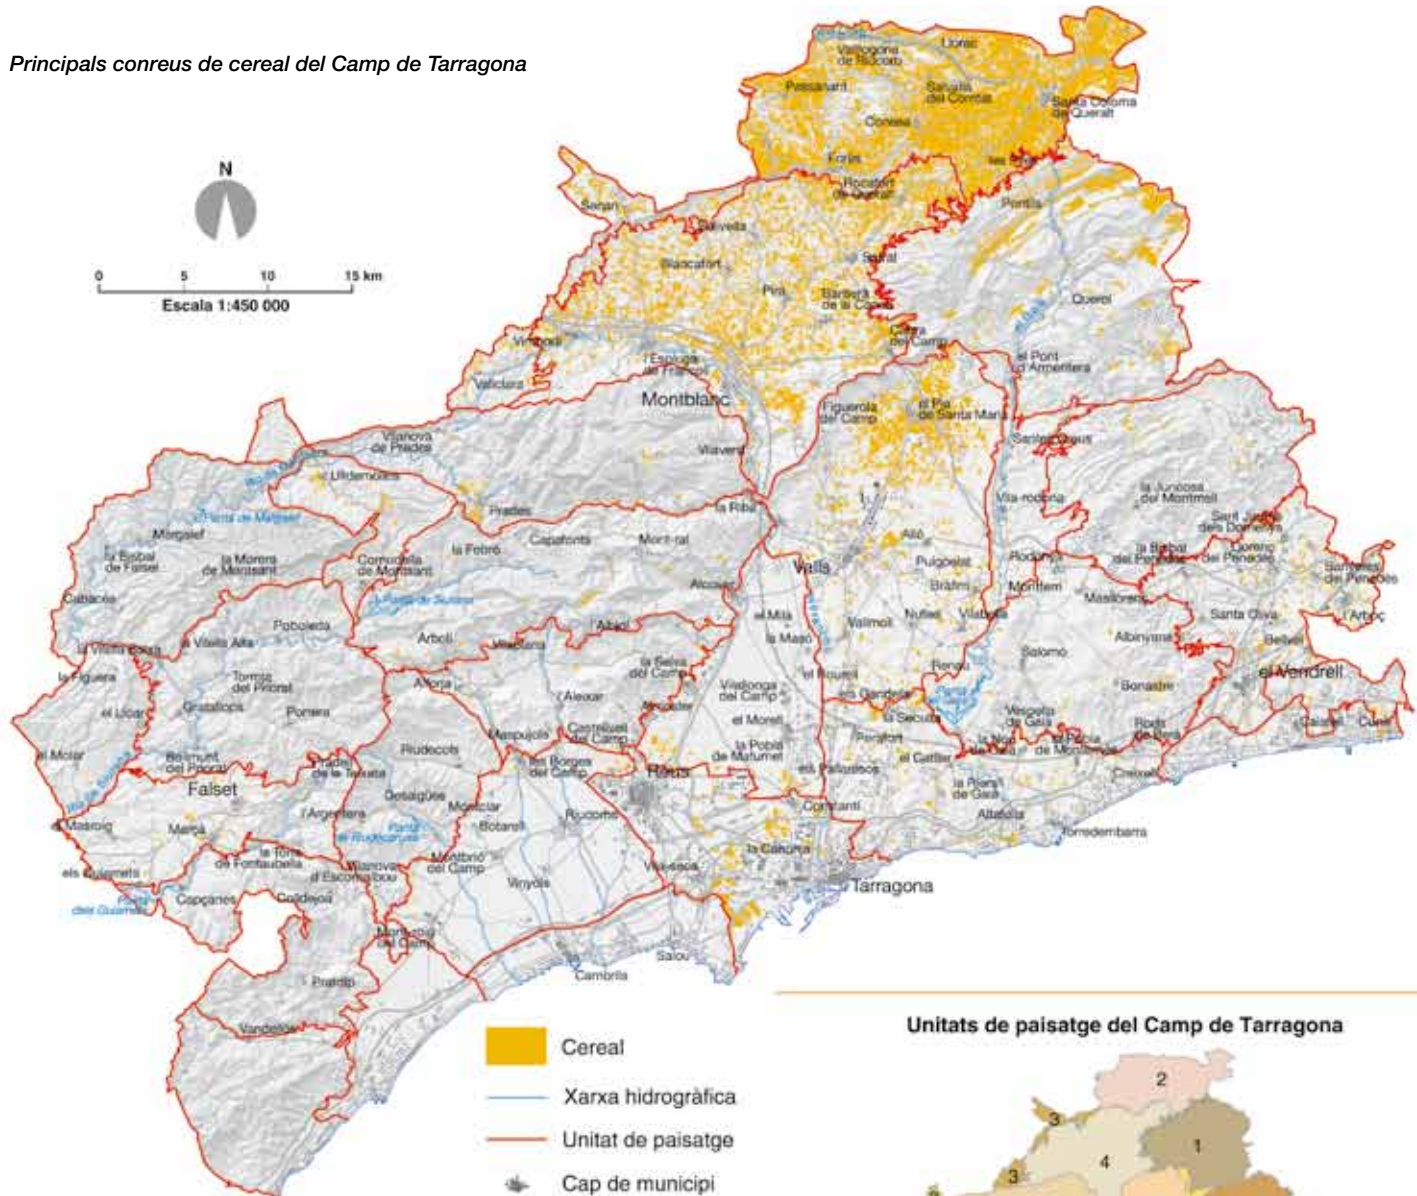 Principals conreus de cereal del Camp de Tarragona
N
0 5 10 15 km
Escala 1:450 000
Vallfogona
de Riucorb
Llorac
Passanant
Savallà
del Comtat
Santa Coloma
de Queralt
Conesa
Forès
les Piles
Rocafort
de Queralt
Senan
Pontils
Solivella
Blancafort
Sarral
Pira
Barberà
de la Conca
Querol
el Gaià
Cabra
del Camp
Vimbodí
l'Espluga
de Francolí
el Pont
d'Armentera
Vallclara
Montblanc
Figuerola
del Camp
el Pla
de Santa Maria
Vilanova
de Prades
Vilaverd
Santes Creus
Ulldemolins
la Juncosa
del Montmell
Vila-rodona
Prades
la Riba
Sant Jaume
dels Domenys
Margalef
la Bisbal
de Falset
la Morera
de Montsant
Cornudella
de Montsant
la Febró
Capafonts
Mont-ral
Alió
Puigpelat
Rodonyà
la Bisbal
del Penedès
Llorenç
del Penedès
Banyeres
del Penedès
Valls
Bràfim
Montferri
Masllorenç
Santa Oliva
l'Arboç
Cabacés
Alcover
el Milà
Vallmoll
Nulles
Vilabella
Poboleda
la Vilella Alta
Arbolí
Vilaplana
l'Albiol
la Masó
Albinyana
Bellvei
la Vilella Baixa
la Figuera
Torroja
del Priorat
Alforja
la Selva
del Camp
el Rourell
Renau
Salomó
el Vendrell
el Lloar
Gratallops
Porrera
l'Aleixar
Almoster
Vilallonga
del Camp
els Garidells
Bonastre
la Secuita
Vespella
de Gaià
Maspujols
Castellvell
del Camp
el Morell
Perafort
Roda
de Berà
Calafell
Cunit
el Molar
Bellmunt
del Priorat
Riudecols
la Pobla
de Mafumet
el Catllar
la Nou
de Gaià
la Pobla
de Montornès
Falset
les Borges
del Camp
Reus
els Pallaresos
Creixell
l'Argentera
Duesaigües
Montclar
Riudoms
Constantí
la Riera
de Gaià
Altafulla
el Masroig
Marçà
Botarell
Torredembarra
la Torre
de Fontaubella
Vilanova
d'Escornalbou
Montbrió
del Camp
Vila-seca
la Canonja
els Guiamets
Capçanes
Colldejou
Vinyols
Tarragona
Mont-roig
del Camp
Pratdip
Cambrils
Salou
Vandellòs
Cereal
Xarxa hidrogràfica
Unitat de paisatge
Cap de municipi
Unitats de paisatge del Camp de Tarragona
2
3
1
4
3